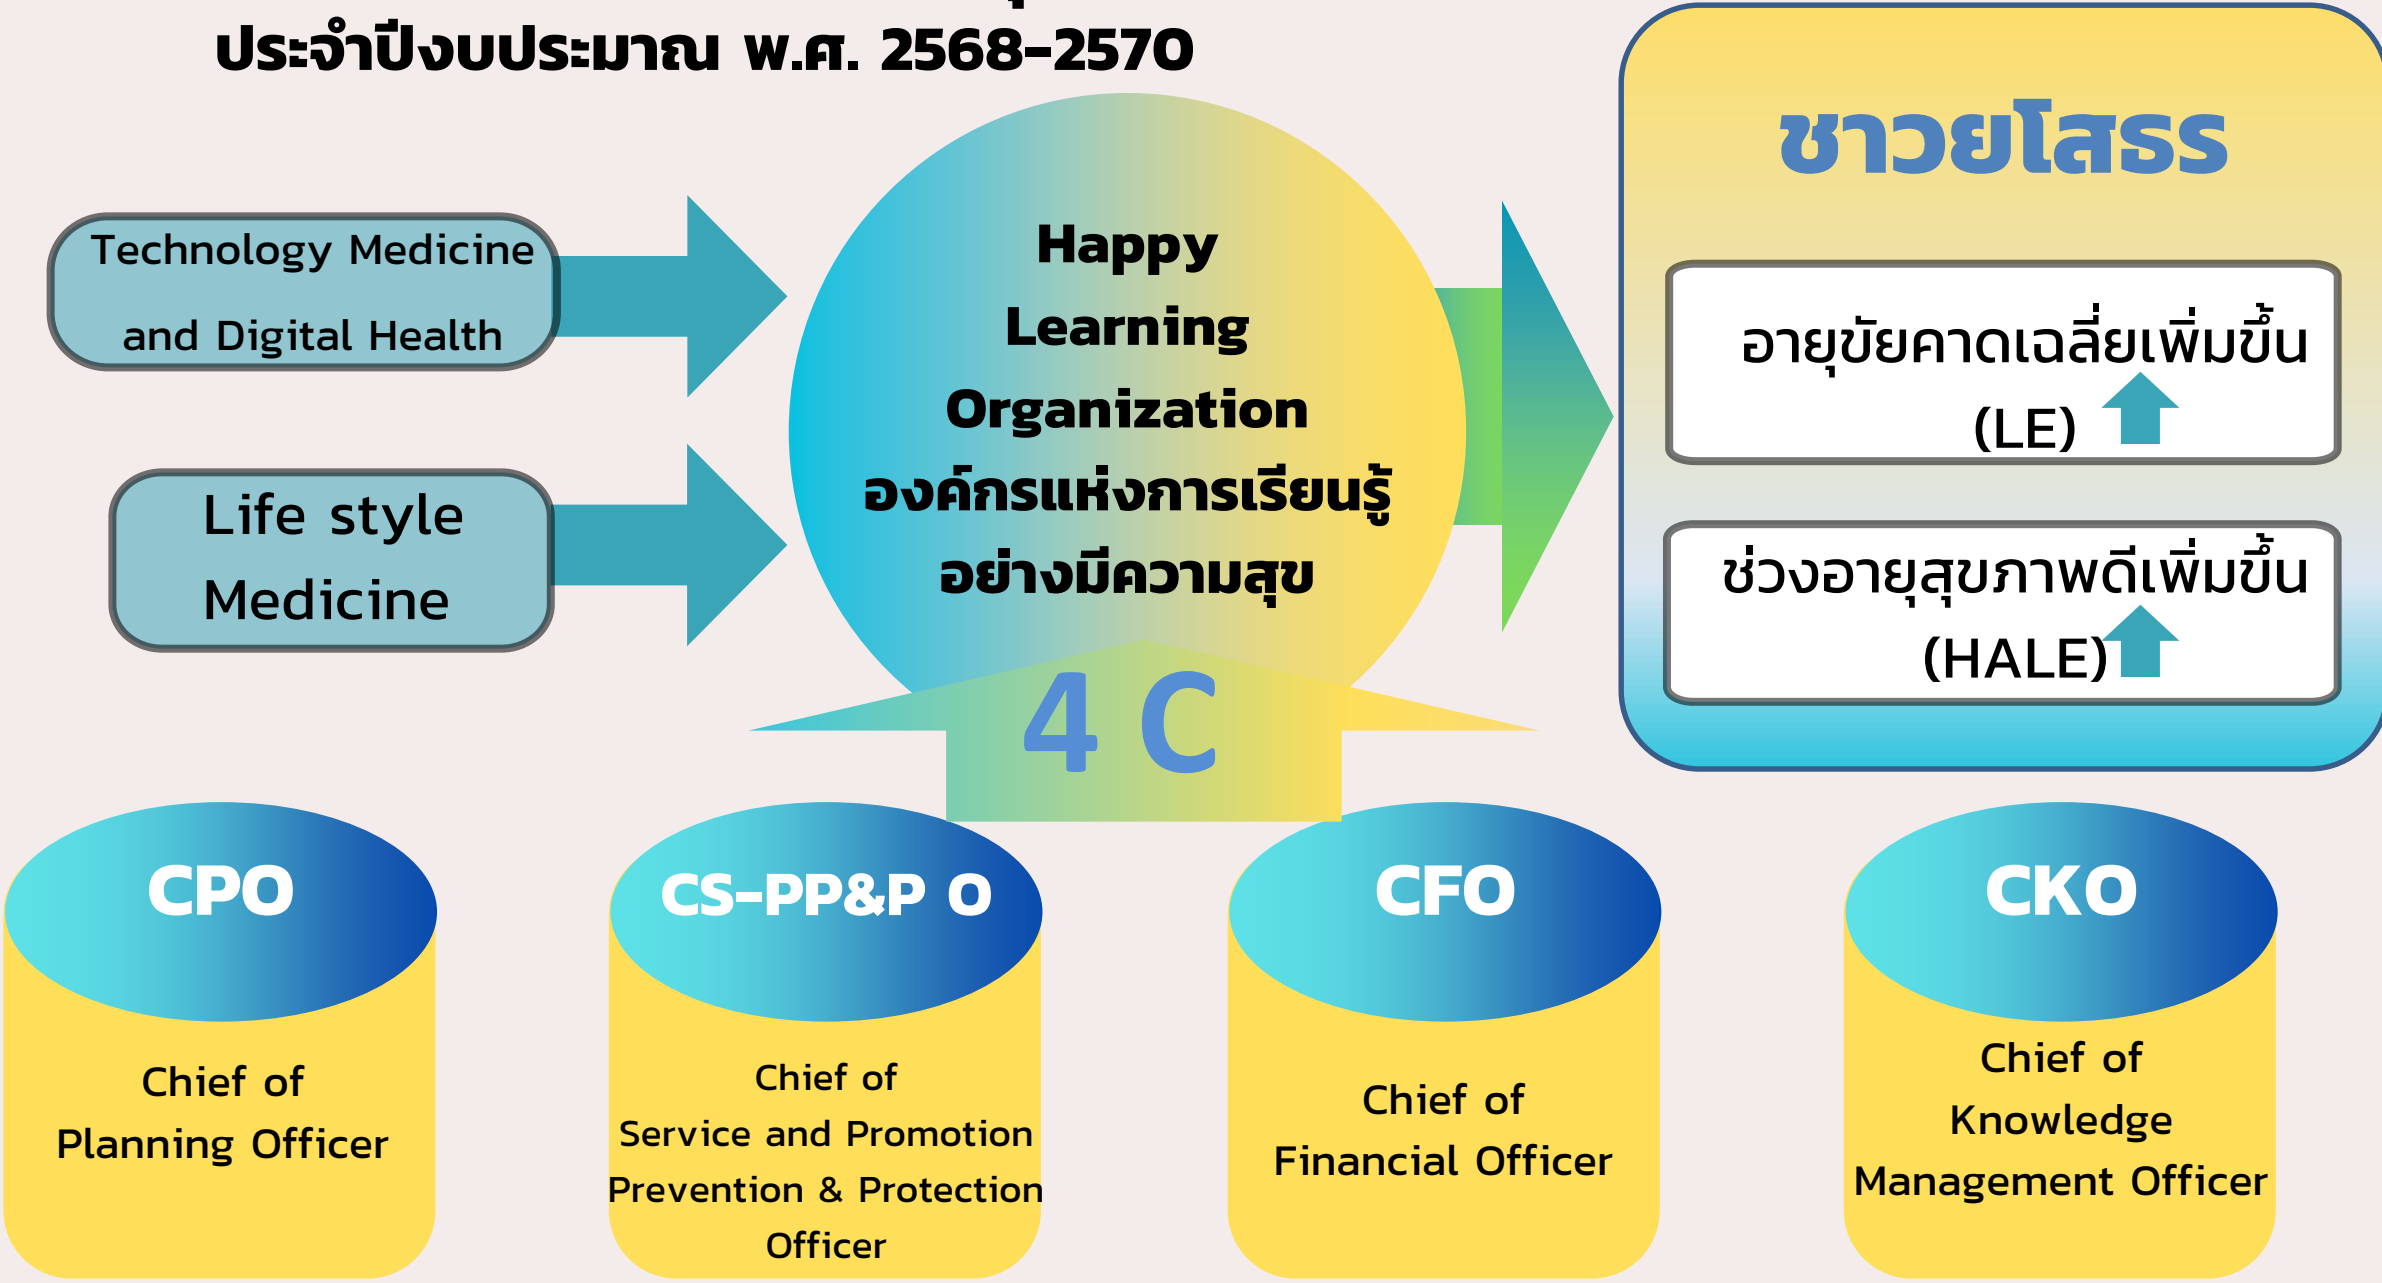 ประจำปีงบประมาณ พ.ศ. 2568-2570
ชาวยโสธร
Technology Medicine
and Digital Health
Life style
Medicine
Happy
Learning
Organization
องค์กรแห่งการเรียนรู้
อย่างมีความสุข
อายุขัยคาดเฉลี่ยเพิ่มขึ้น
(LE)
ช่วงอายุสุขภาพดีเพิ่มขึ้น
(HALE)
4 C
CPO
Chief of
Planning Officer
CS-PP&P O
Chief of
Service and Promotion
Prevention & Protection
Officer
CFO
Chief of
Financial Officer
CKO
Chief of
Knowledge
Management Officer